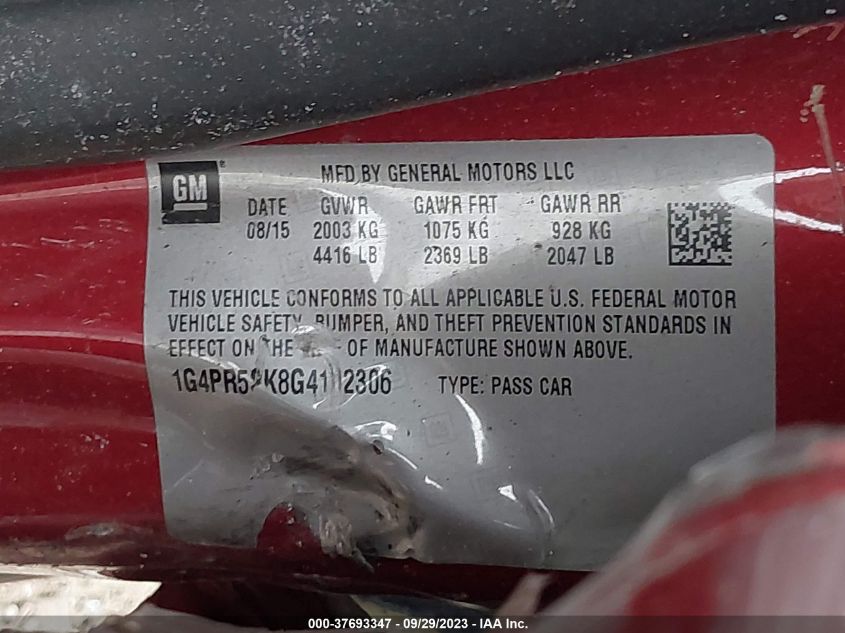 GM
MFD BY GENERAL MOTORS LLC
DATE GVWR GAWR FRT GAWR RR
08/15 2003 KG 1075 KG 928 KG
4416 LB 2369 LB 2047 LB
THIS VEHICLE CONFORMS TO ALL APPLICABLE U.S. FEDERAL MOTOR
VEHICLE SAFETY, BUMPER, AND THEFT PREVENTION STANDARDS IN
EFFECT ON THE OF MANUFACTURE SHOWN ABOVE.
TYPE: PASS CAR
000-37693347 - 09/29/2023 - IAA Inc.